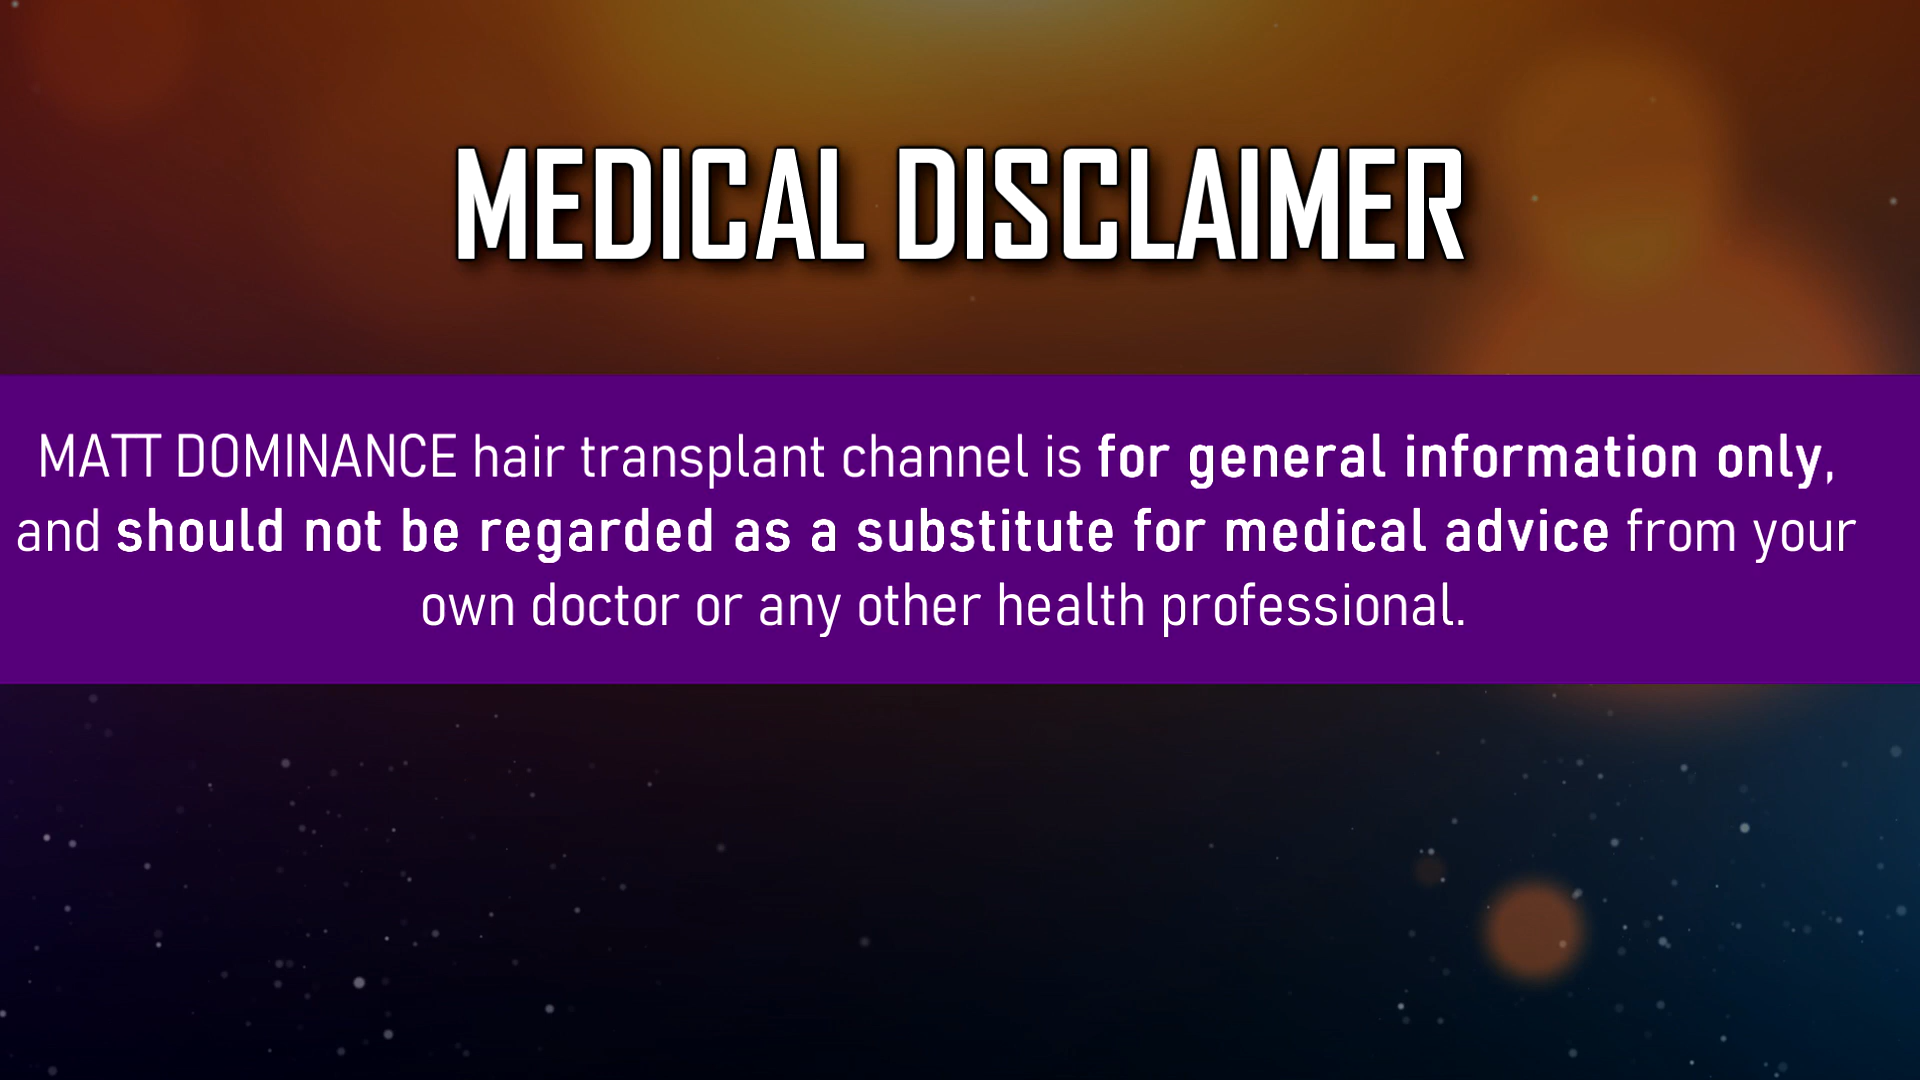 MEDICAL DISCLAIMER
MATT DOMINANCE hair transplant channel is for general information only,
and should not be regarded as a substitute for medical advice from your
own doctor or any other health professional.